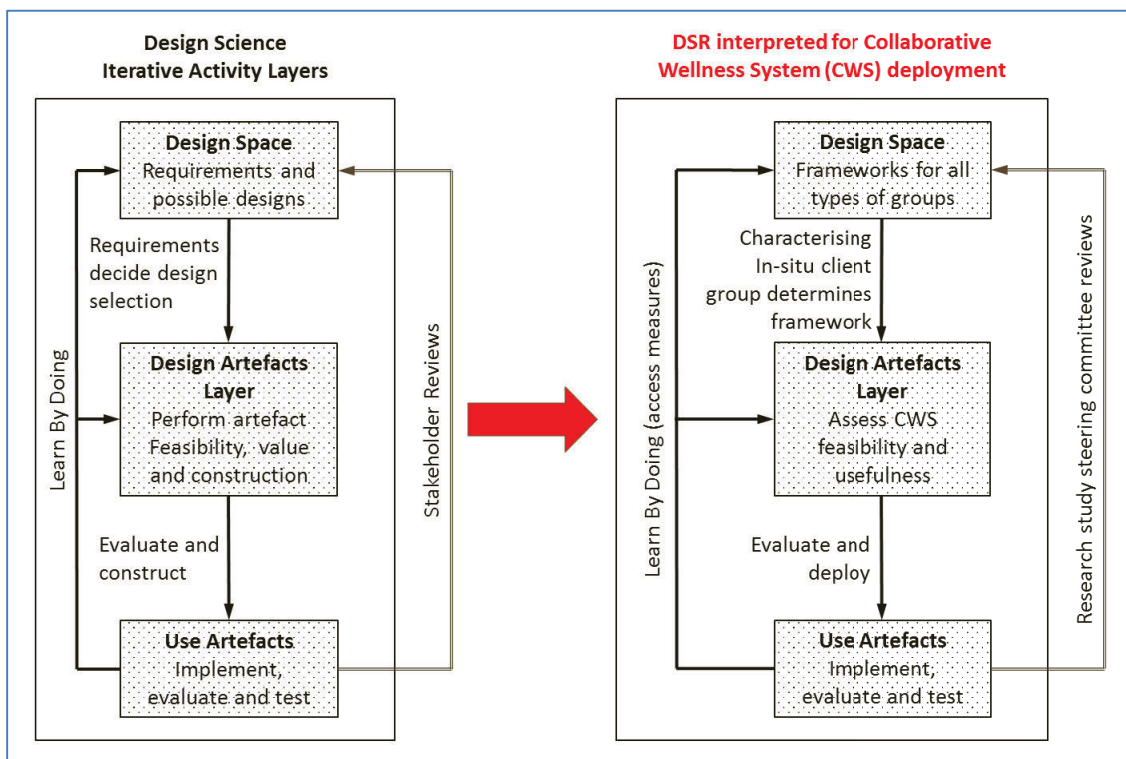 Design Science
Iterative Activity Layers
Design Space
Requirements and
possible designs
Requirements
decide design
selection
Learn By Doing
Design Artefacts
Layer
Perform artefact
Feasibility, value
and construction
Stakeholder Reviews
Evaluate and
construct
Use Artefacts
Implement,
evaluate and test
DSR interpreted for Collaborative
Wellness System (CWS) deployment
Design Space
Frameworks for all
types of groups
Characterising
In-situ client
group determines
framework
Learn By Doing (access measures)
Design Artefacts
Layer
Assess CWS
feasibility and
usefulness
Research study steering committee reviews
Evaluate and
deploy
Use Artefacts
Implement,
evaluate and test